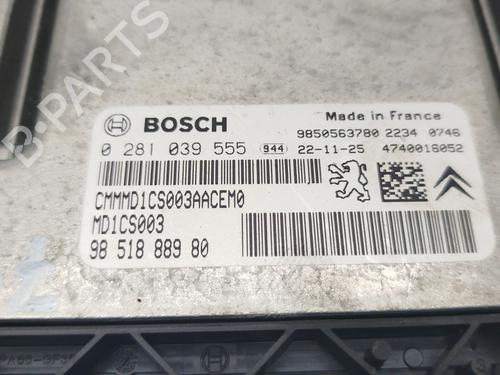 B-PARTS
BOSCH
Made in France
9850563780 2234 0746
0 281 039 555 944 22-11-25 4740016052
CMMMD1CS003AACEM0
MD1CS003
98 518 889 80